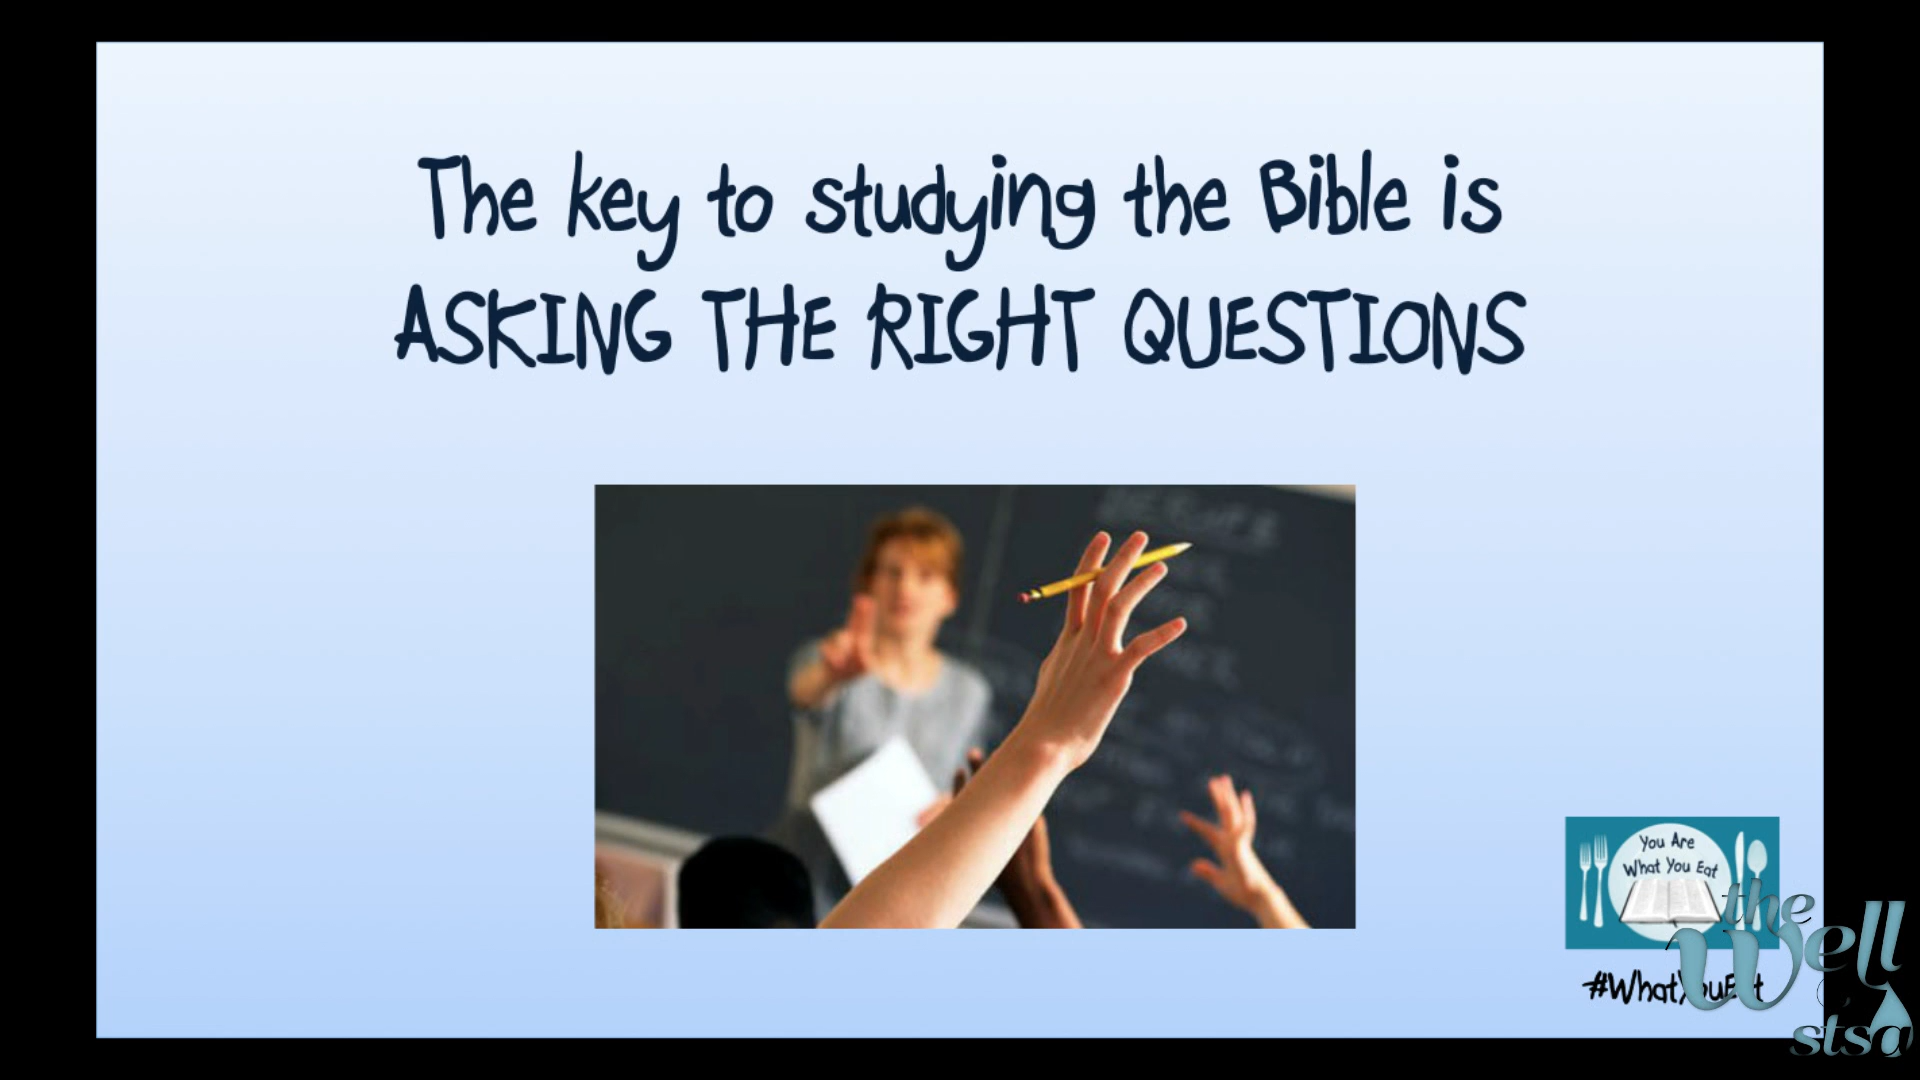 The key to studying the Bible is
ASKING THE RIGHT QUESTIONS
You Are
What You Eat
#WhatYouEat
the
Well
stsa